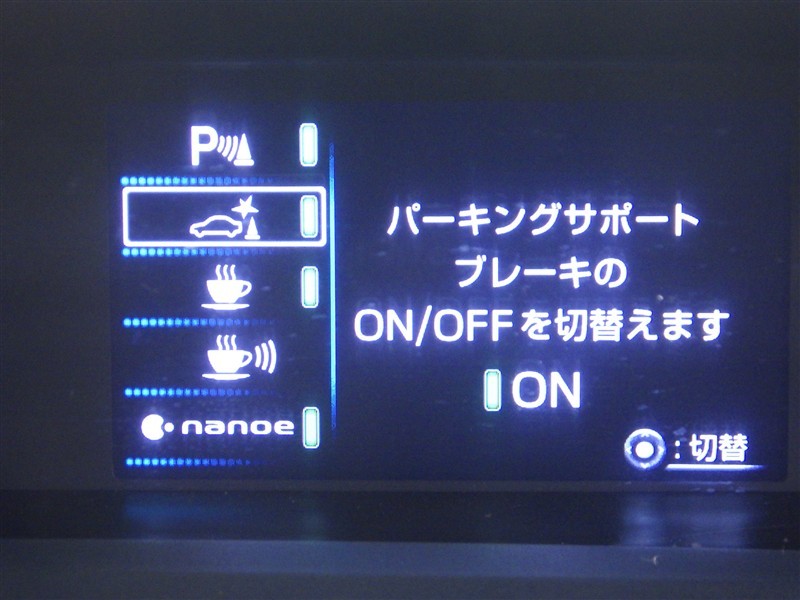 P
パーキングサポート
ブレーキの
ON/OFFを切替えます
ON
nanoe
:切替